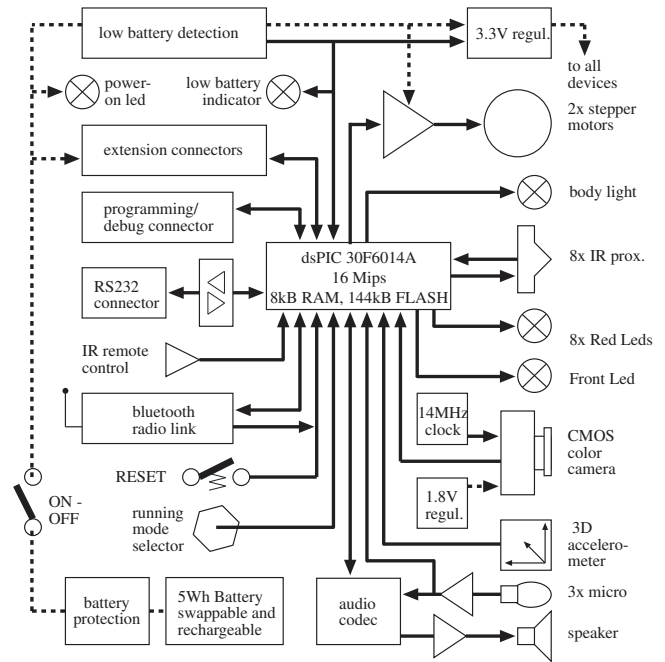 low battery detection
3.3V regul.
to all
devices
power-
on led
low battery
indicator
2x stepper
motors
extension connectors
programming/
debug connector
body light
dsPIC 30F6014A
16 Mips
8kB RAM, 144kB FLASH
8x IR prox.
RS232
connector
8x Red Leds
IR remote
control
Front Led
bluetooth
radio link
14MHz
clock
CMOS
color
camera
RESET
1.8V
regul.
ON -
OFF
running
mode
selector
3D
accelero-
meter
battery
protection
5Wh Battery
swappable and
rechargeable
audio
codec
3x micro
speaker